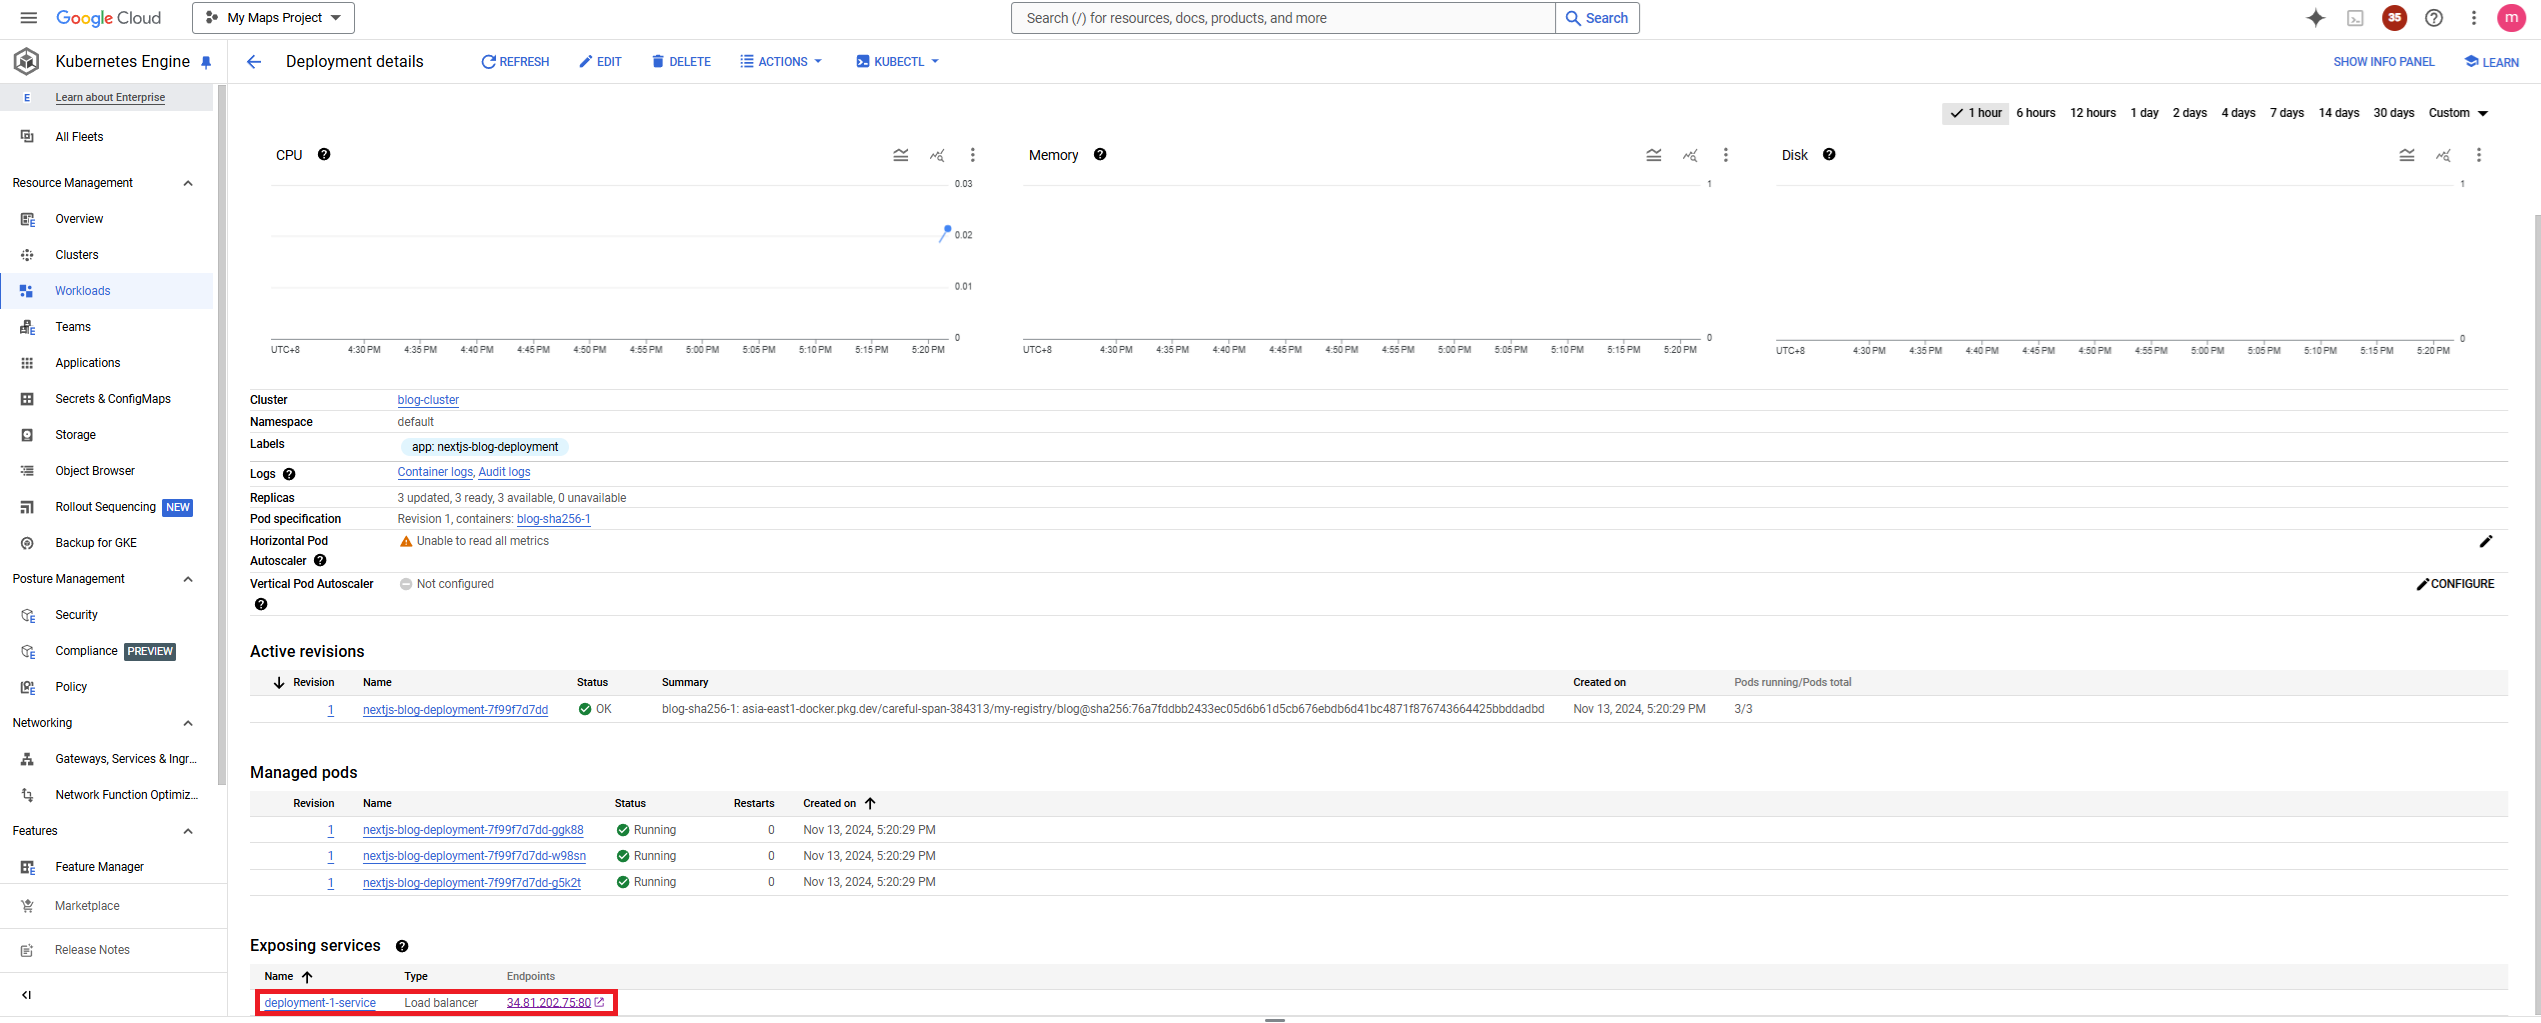 Google Cloud My Maps Project Search (/) for resources, docs, products, and more Search 35 m
Kubernetes Engine Deployment details REFRESH EDIT DELETE ACTIONS KUBECTL SHOW INFO PANEL LEARN
E Learn about Enterprise
All Fleets
Resource Management
Overview
Clusters
Workloads
Teams
Applications
Secrets & ConfigMaps
Storage
Object Browser
Rollout Sequencing NEW
Backup for GKE
Posture Management
Security
Compliance PREVIEW
Policy
Networking
Gateways, Services & Ingr...
Network Function Optimiz...
Features
Feature Manager
Marketplace
Release Notes
1 hour 6 hours 12 hours 1 day 2 days 4 days 7 days 14 days 30 days Custom
CPU
0.03
0.02
0.01
0
UTC+8 4:30 PM 4:35 PM 4:40 PM 4:45 PM 4:50 PM 4:55 PM 5:00 PM 5:05 PM 5:10 PM 5:15 PM 5:20 PM
Memory
1
0
UTC+8 4:30 PM 4:35 PM 4:40 PM 4:45 PM 4:50 PM 4:55 PM 5:00 PM 5:05 PM 5:10 PM 5:15 PM 5:20 PM
Disk
1
0
UTC+8 4:30 PM 4:35 PM 4:40 PM 4:45 PM 4:50 PM 4:55 PM 5:00 PM 5:05 PM 5:10 PM 5:15 PM 5:20 PM
Cluster blog-cluster
Namespace default
Labels app: nextjs-blog-deployment
Logs Container logs, Audit logs
Replicas 3 updated, 3 ready, 3 available, 0 unavailable
Pod specification Revision 1, containers: blog-sha256-1
Horizontal Pod Unable to read all metrics
Autoscaler
Vertical Pod Autoscaler Not configured CONFIGURE
Active revisions
Revision Name Status Summary Created on Pods running/Pods total
1 nextjs-blog-deployment-7f99f7d7dd OK blog-sha256-1: asia-east1-docker.pkg.dev/careful-span-384313/my-registry/blog@sha256:76a7fddbb2433ec05d6b61d5cb676ebdb6d41bc4871f876743664425bbddadbd Nov 13, 2024, 5:20:29 PM 3/3
Managed pods
Revision Name Status Restarts Created on
1 nextjs-blog-deployment-7f99f7d7dd-ggk88 Running 0 Nov 13, 2024, 5:20:29 PM
1 nextjs-blog-deployment-7f99f7d7dd-w98sn Running 0 Nov 13, 2024, 5:20:29 PM
1 nextjs-blog-deployment-7f99f7d7dd-g5k2t Running 0 Nov 13, 2024, 5:20:29 PM
Exposing services
Name Type Endpoints
deployment-1-service Load balancer 34.81.202.75:80